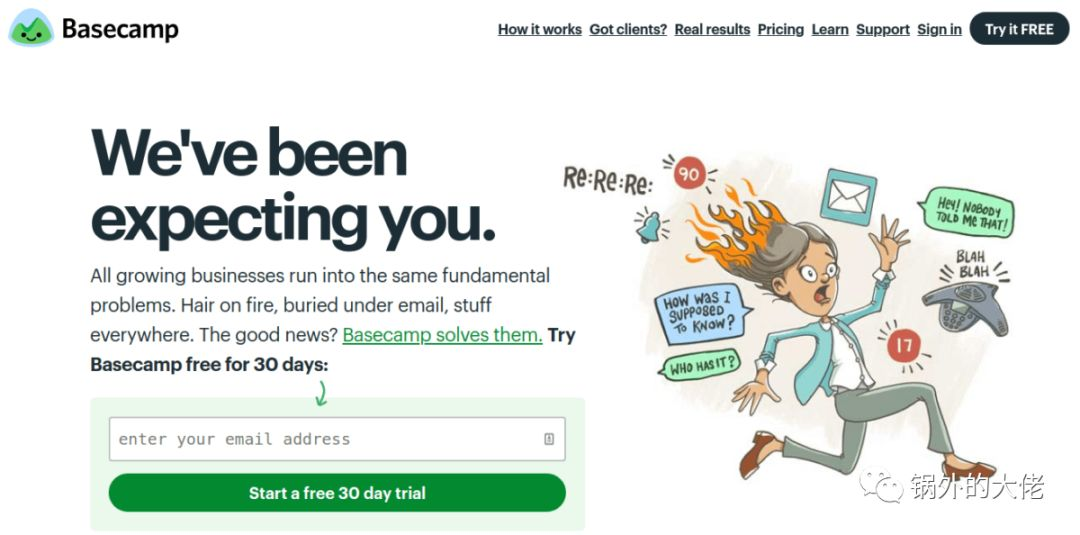 Basecamp
How it works Got clients? Real results Pricing Learn Support Sign in Try it FREE
We've been
expecting you.
All growing businesses run into the same fundamental
problems. Hair on fire, buried under email, stuff
everywhere. The good news? Basecamp solves them. Try
Basecamp free for 30 days:
enter your email address
Start a free 30 day trial
Re:Re:Re:
90
HEY! NOBODY
TOLD ME THAT!
BLAH
BLAH
HOW WAS I
SUPPOSED
TO KNOW?
WHO HAS IT?
17
锅外的大佬